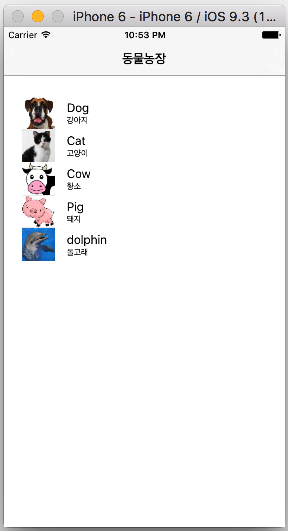 iPhone 6 - iPhone 6 / iOS 9.3 (1...
Carrier 10:53 PM
동물농장
Dog
강아지
Cat
고양이
Cow
황소
Pig
돼지
dolphin
돌고래